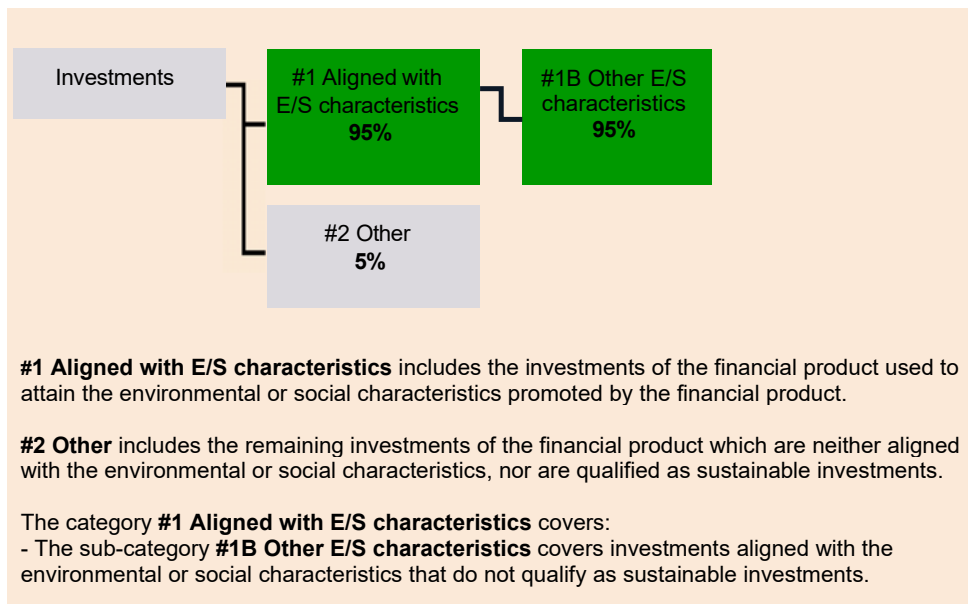 Investments
#1 Aligned with
E/S characteristics
95%
#1B Other E/S
characteristics
95%
#2 Other
5%
#1 Aligned with E/S characteristics includes the investments of the financial product used to
attain the environmental or social characteristics promoted by the financial product.
#2 Other includes the remaining investments of the financial product which are neither aligned
with the environmental or social characteristics, nor are qualified as sustainable investments.
The category #1 Aligned with E/S characteristics covers:
- The sub-category #1B Other E/S characteristics covers investments aligned with the
environmental or social characteristics that do not qualify as sustainable investments.